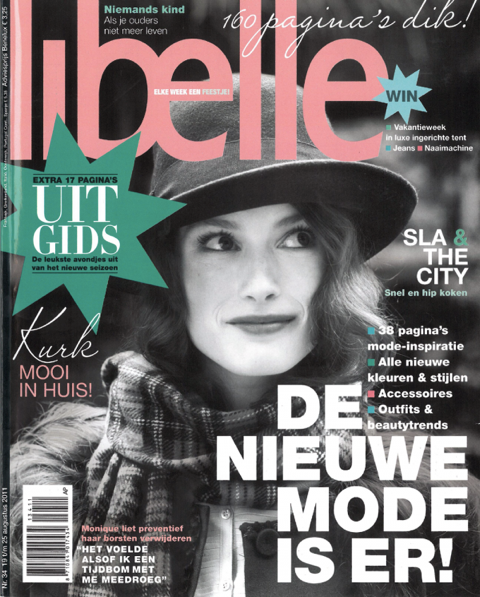 Niemands kind
Als je ouders
niet meer leven
160 pagina's dik!
libelle
ELKE WEEK EEN FEESTJE!
WIN
Vakantieweek
in luxe ingerichte tent
Jeans Naaimachine
EXTRA 17 PAGINA'S
UIT
GIDS
De leukste avondjes uit
van het nieuwe seizoen
SLA &
THE
CITY
Snel en hip koken
Kurk
MOOI
IN HUIS!
38 pagina's
mode-inspiratie
Alle nieuwe
kleuren & stijlen
Accessoires
Outfits &
beautytrends
DE
NIEUWE
MODE
IS ER!
Monique liet preventief
haar borsten verwijderen
"HET VOELDE
ALSOF IK EEN
TIJDBOM MET
ME MEEDROEG"
Nr. 34 19 t/m 25 augustus 2011
Adviesprijs Benelux € 3,25